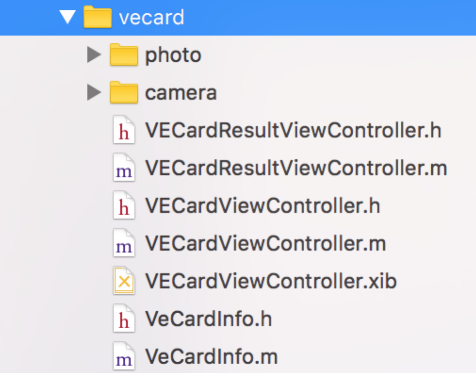 vecard
photo
camera
h VECardResultViewController.h
m VECardResultViewController.m
h VECardViewController.h
m VECardViewController.m
VECardViewController.xib
h VeCardInfo.h
m VeCardInfo.m